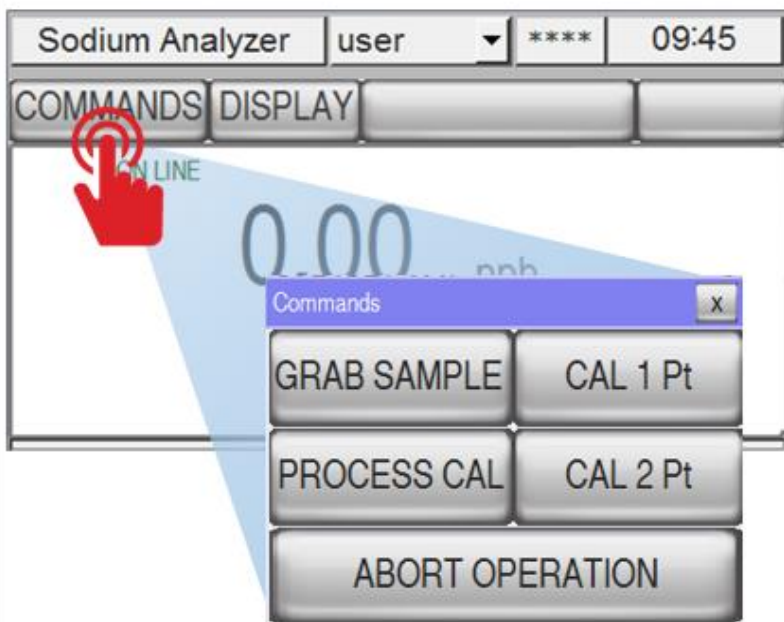 Sodium Analyzer user **** 09:45
COMMANDS DISPLAY
ON LINE
0.00 ppb
Commands x
GRAB SAMPLE CAL 1 Pt
PROCESS CAL CAL 2 Pt
ABORT OPERATION